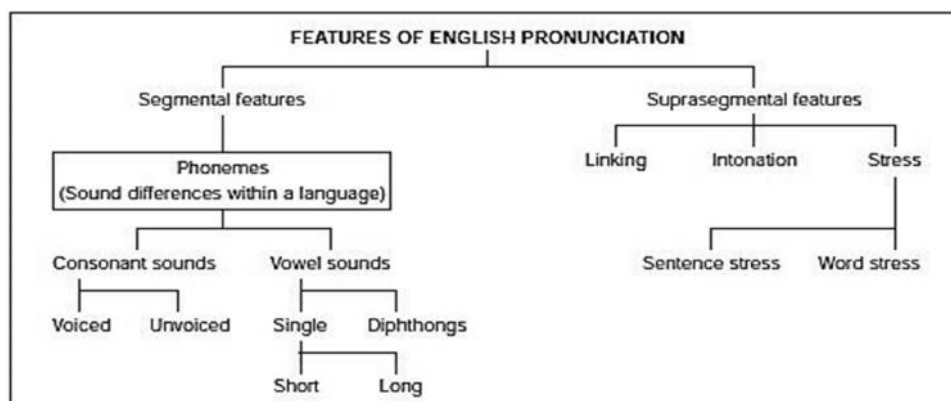 FEATURES OF ENGLISH PRONUNCIATION
Segmental features
Suprasegmental features
Linking
Intonation
Stress
Phonemes
(Sound differences within a language)
Consonant sounds
Vowel sounds
Sentence stress
Word stress
Voiced
Unvoiced
Single
Diphthongs
Short
Long